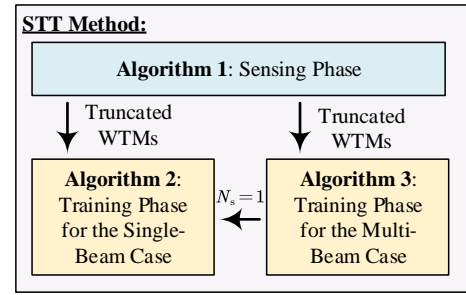 STT Method:
Algorithm 1: Sensing Phase
Truncated
WTMs
Truncated
WTMs
Algorithm 2:
Training Phase
for the Single-
Beam Case
N_s = 1
Algorithm 3:
Training Phase
for the Multi-
Beam Case